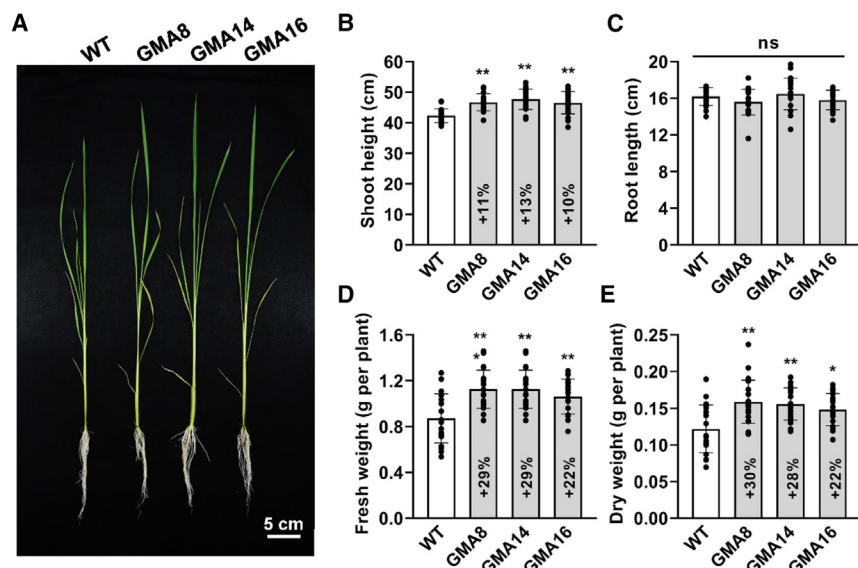 A
WT
GMA8
GMA14
GMA16
5 cm
B
Shoot height (cm)
60
50
40
30
20
10
0
**
**
**
+11%
+13%
+10%
WT
GMA8
GMA14
GMA16
C
ns
Root length (cm)
20
16
12
8
4
0
WT
GMA8
GMA14
GMA16
D
Fresh weight (g per plant)
1.6
1.2
0.8
0.4
0.0
**
*
**
**
+29%
+29%
+22%
WT
GMA8
GMA14
GMA16
E
Dry weight (g per plant)
0.25
0.20
0.15
0.10
0.05
0.00
**
**
*
+30%
+28%
+22%
WT
GMA8
GMA14
GMA16